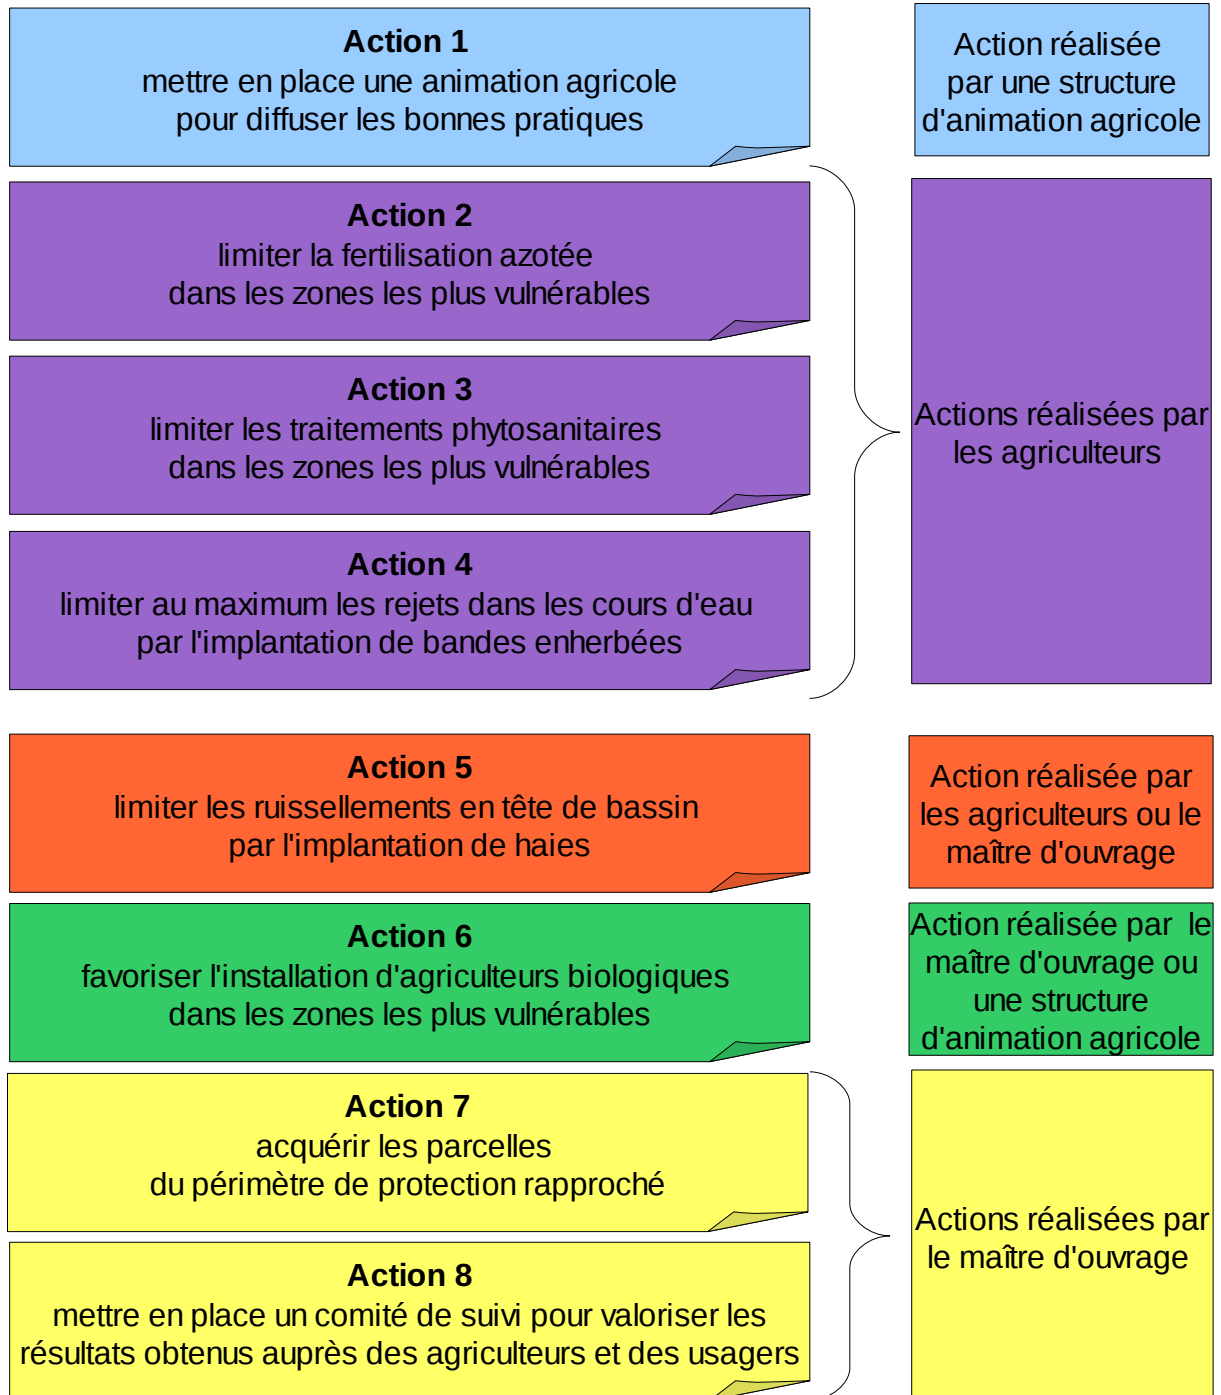 Action 1
mettre en place une animation agricole
pour diffuser les bonnes pratiques
Action réalisée
par une structure
d'animation agricole
Action 2
limiter la fertilisation azotée
dans les zones les plus vulnérables
Action 3
limiter les traitements phytosanitaires
dans les zones les plus vulnérables
Action 4
limiter au maximum les rejets dans les cours d'eau
par l'implantation de bandes enherbées
Actions réalisées par
les agriculteurs
Action 5
limiter les ruissellements en tête de bassin
par l'implantation de haies
Action réalisée par
les agriculteurs ou le
maître d'ouvrage
Action 6
favoriser l'installation d'agriculteurs biologiques
dans les zones les plus vulnérables
Action réalisée par le
maître d'ouvrage ou
une structure
d'animation agricole
Action 7
acquérir les parcelles
du périmètre de protection rapproché
Action 8
mettre en place un comité de suivi pour valoriser les
résultats obtenus auprès des agriculteurs et des usagers
Actions réalisées par
le maître d'ouvrage